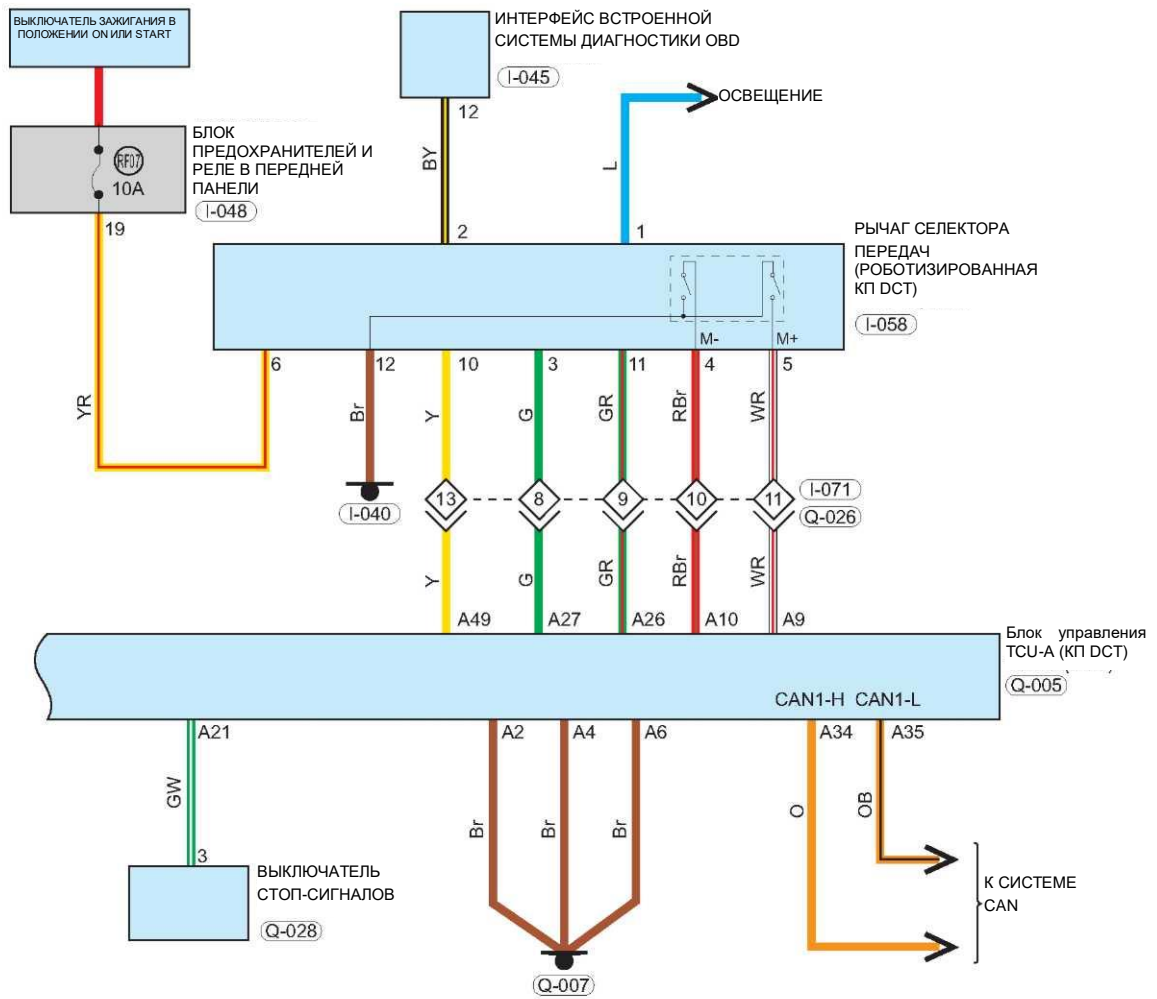 ВЫКЛЮЧАТЕЛЬ ЗАЖИГАНИЯ В
ПОЛОЖЕНИИ ON ИЛИ START
ИНТЕРФЕЙС ВСТРОЕННОЙ
СИСТЕМЫ ДИАГНОСТИКИ OBD
I-045
12
ОСВЕЩЕНИЕ
БЛОК
ПРЕДОХРАНИТЕЛЕЙ И
РЕЛЕ В ПЕРЕДНЕЙ
ПАНЕЛИ
I-048
RF07
10A
19
BY
L
2
1
РЫЧАГ СЕЛЕКТОРА
ПЕРЕДАЧ
(РОБОТИЗИРОВАННАЯ
КП DCT)
I-058
M-
M+
6
12
10
3
11
4
5
YR
Br
Y
G
GR
RBr
WR
I-040
13
8
9
10
11
I-071
Q-026
Y
G
GR
RBr
WR
A49
A27
A26
A10
A9
Блок управления
TCU-A (КП DCT)
Q-005
CAN1-H CAN1-L
A21
A2
A4
A6
A34
A35
GW
Br
Br
Br
O
OB
3
ВЫКЛЮЧАТЕЛЬ
СТОП-СИГНАЛОВ
Q-028
Q-007
К СИСТЕМЕ
CAN